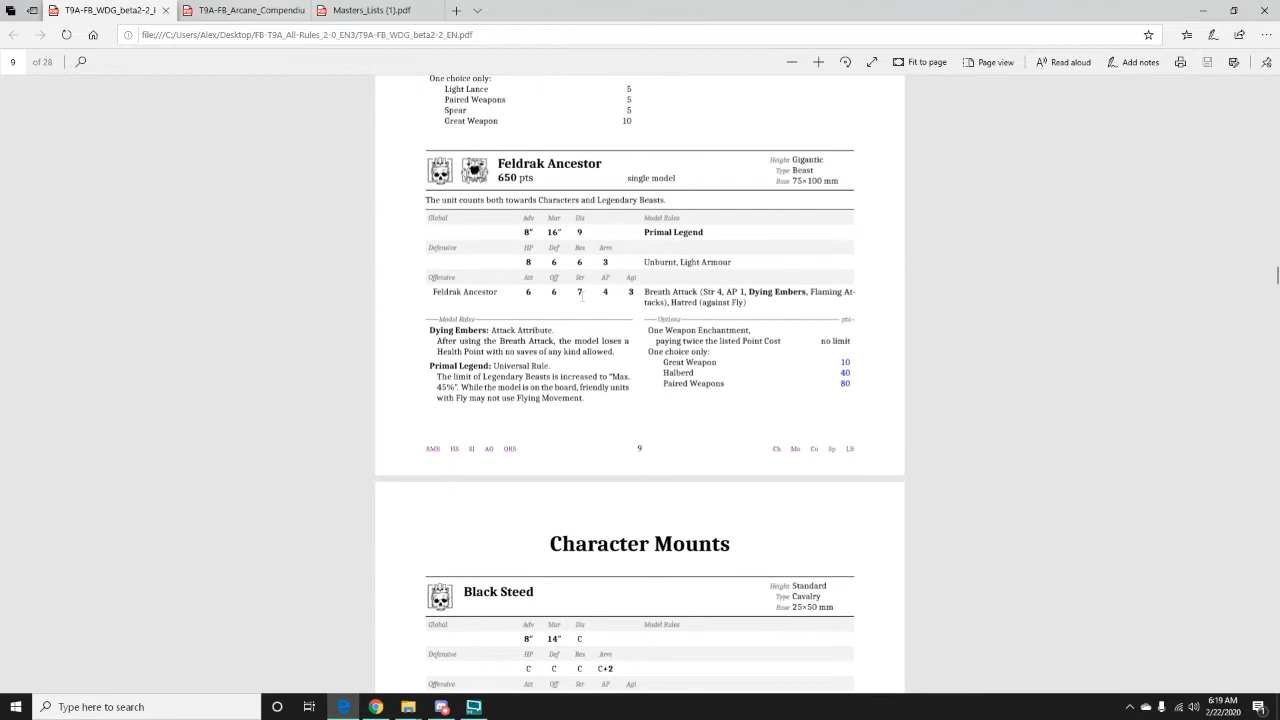 T9A-FB_WDG_beta2-2_I
T9A-FB_Arcane-Compen
T9A-FB_2020_beta2_EN3.
file:///C:/Users/Alex/Desktop/FB-T9A_All-Rules_2-0_EN3/T9A-FB_WDG_beta2-2_EN.pdf
9 of 28
Fit to page
Page view
Read aloud
Add notes
One choice only:
Light Lance 5
Paired Weapons 5
Spear 5
Great Weapon 10
Feldrak Ancestor
650 pts single model
Height Gigantic
Type Beast
Base 75×100 mm
The unit counts both towards Characters and Legendary Beasts.
Global Adv Mar Dis Model Rules
8″ 16″ 9 Primal Legend
Defensive HP Def Res Arm
8 6 6 3 Unburnt, Light Armour
Offensive Att Off Str AP Agi
Feldrak Ancestor 6 6 7 4 3 Breath Attack (Str 4, AP 1, Dying Embers, Flaming At-
tacks), Hatred (against Fly)
Model Rules
Dying Embers: Attack Attribute.
After using the Breath Attack, the model loses a
Health Point with no saves of any kind allowed.
Primal Legend: Universal Rule.
The limit of Legendary Beasts is increased to “Max.
45%”. While the model is on the board, friendly units
with Fly may not use Flying Movement.
Options pts
One Weapon Enchantment,
paying twice the listed Point Cost no limit
One choice only:
Great Weapon 10
Halberd 40
Paired Weapons 80
AMR HS SI AO QRS 9 Ch Mo Co Sp LB
Character Mounts
Black Steed
Height Standard
Type Cavalry
Base 25×50 mm
Global Adv Mar Dis Model Rules
8″ 14″ C
Defensive HP Def Res Arm
C C C C+2
Offensive Att Off Str AP Agi
Type here to search
6:19 AM
2/22/2020